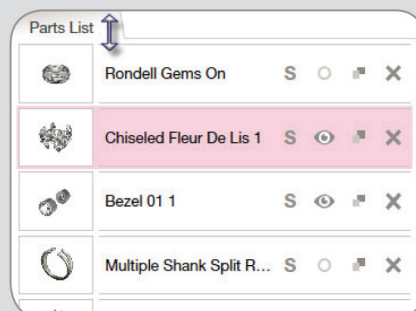 Parts List
Rondell Gems On S
Chiseled Fleur De Lis 1 S
Bezel 01 1 S
Multiple Shank Split R... S